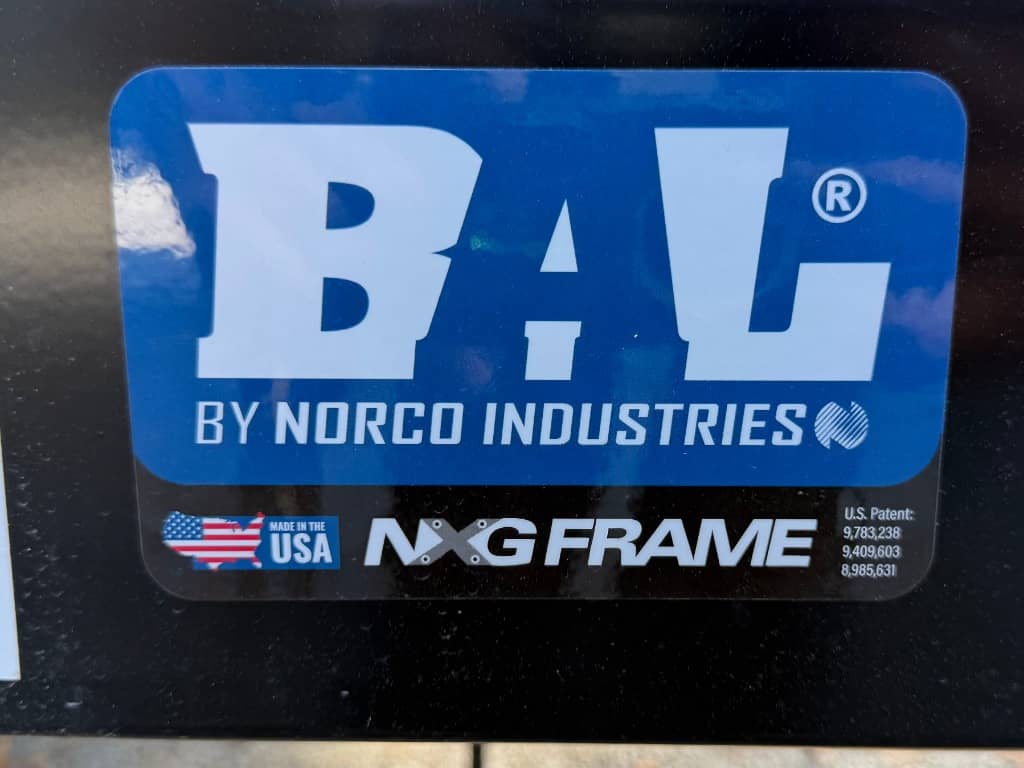 BAL®
BY NORCO INDUSTRIES
MADE IN THE
USA
NXG FRAME
U.S. Patent:
9,783,238
9,409,603
8,985,631